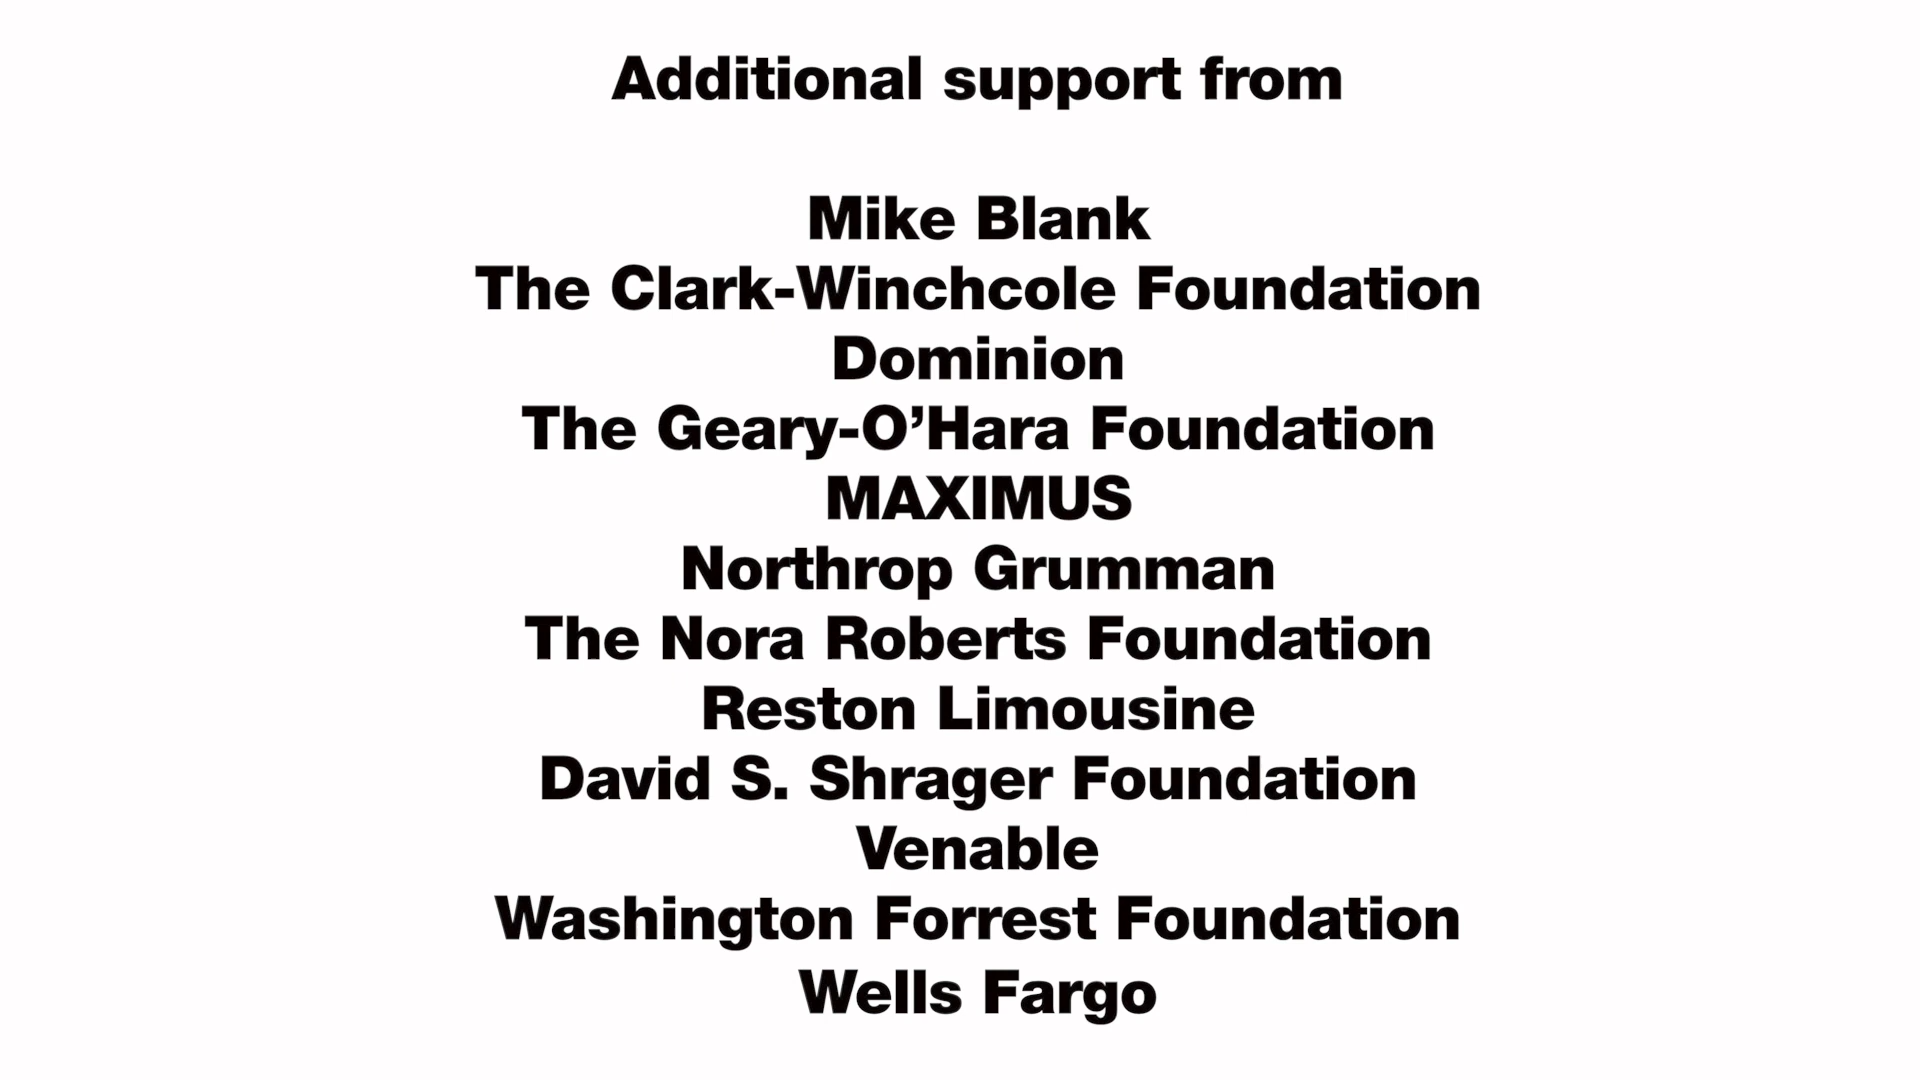 Additional support from
Mike Blank
The Clark-Winchcole Foundation
Dominion
The Geary-O’Hara Foundation
MAXIMUS
Northrop Grumman
The Nora Roberts Foundation
Reston Limousine
David S. Shrager Foundation
Venable
Washington Forrest Foundation
Wells Fargo